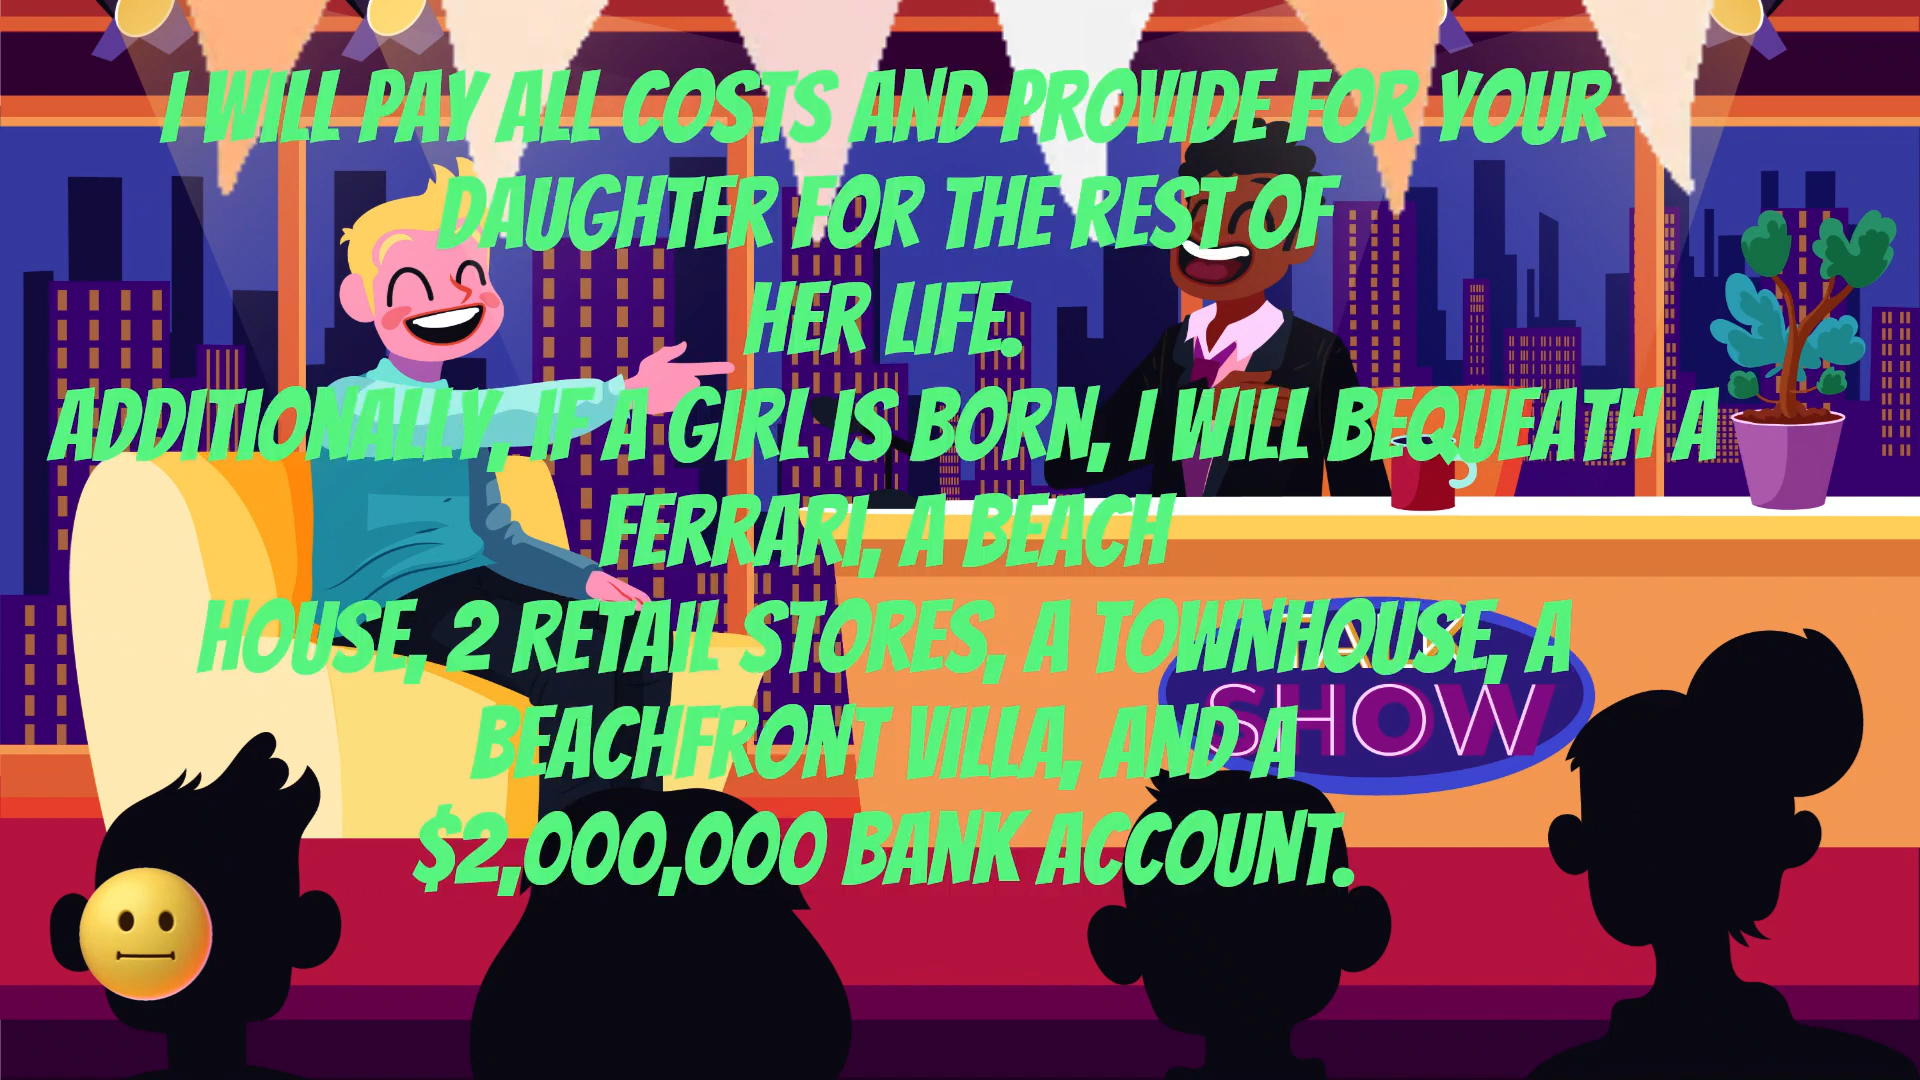 I WILL PAY ALL COSTS AND PROVIDE FOR YOUR
DAUGHTER FOR THE REST OF
HER LIFE.
ADDITIONALLY, IF A GIRL IS BORN, I WILL BEQUEATH A
FERRARI, A BEACH
HOUSE, 2 RETAIL STORES, A TOWNHOUSE, A
BEACHFRONT VILLA, AND A
$2,000,000 BANK ACCOUNT.
TALK
SHOW